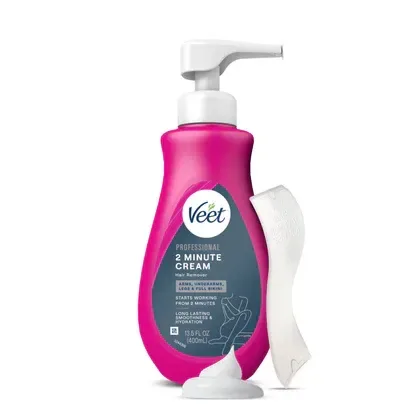 Veet
PROFESSIONAL
2 MINUTE
CREAM
Hair Remover
ARMS, UNDERARMS,
LEGS & FULL BIKINI
STARTS WORKING
FROM 2 MINUTES
LONG LASTING
SMOOTHNESS &
HYDRATION
13.5 FL OZ
(400mL)